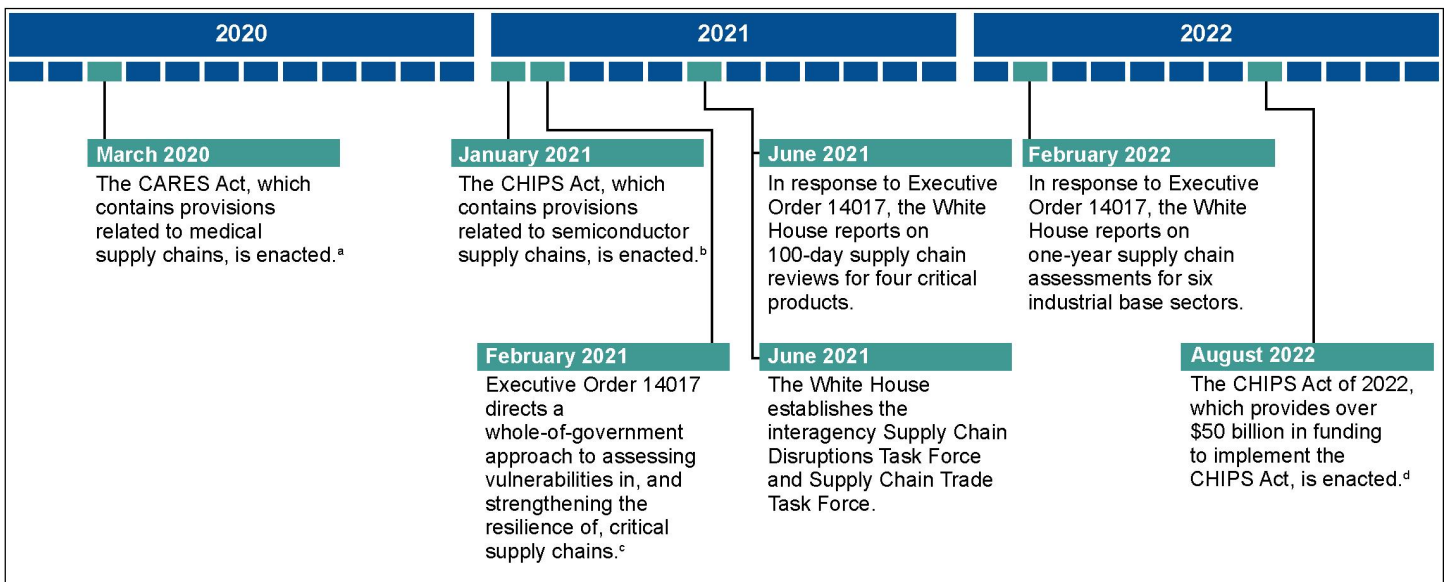 2020
2021
2022
March 2020
The CARES Act, which
contains provisions
related to medical
supply chains, is enacted.ᵃ
January 2021
The CHIPS Act, which
contains provisions
related to semiconductor
supply chains, is enacted.ᵇ
February 2021
Executive Order 14017
directs a
whole-of-government
approach to assessing
vulnerabilities in, and
strengthening the
resilience of, critical
supply chains.ᶜ
June 2021
In response to Executive
Order 14017, the White
House reports on
100-day supply chain
reviews for four critical
products.
June 2021
The White House
establishes the
interagency Supply Chain
Disruptions Task Force
and Supply Chain Trade
Task Force.
February 2022
In response to Executive
Order 14017, the White
House reports on
one-year supply chain
assessments for six
industrial base sectors.
August 2022
The CHIPS Act of 2022,
which provides over
$50 billion in funding
to implement the
CHIPS Act, is enacted.ᵈ